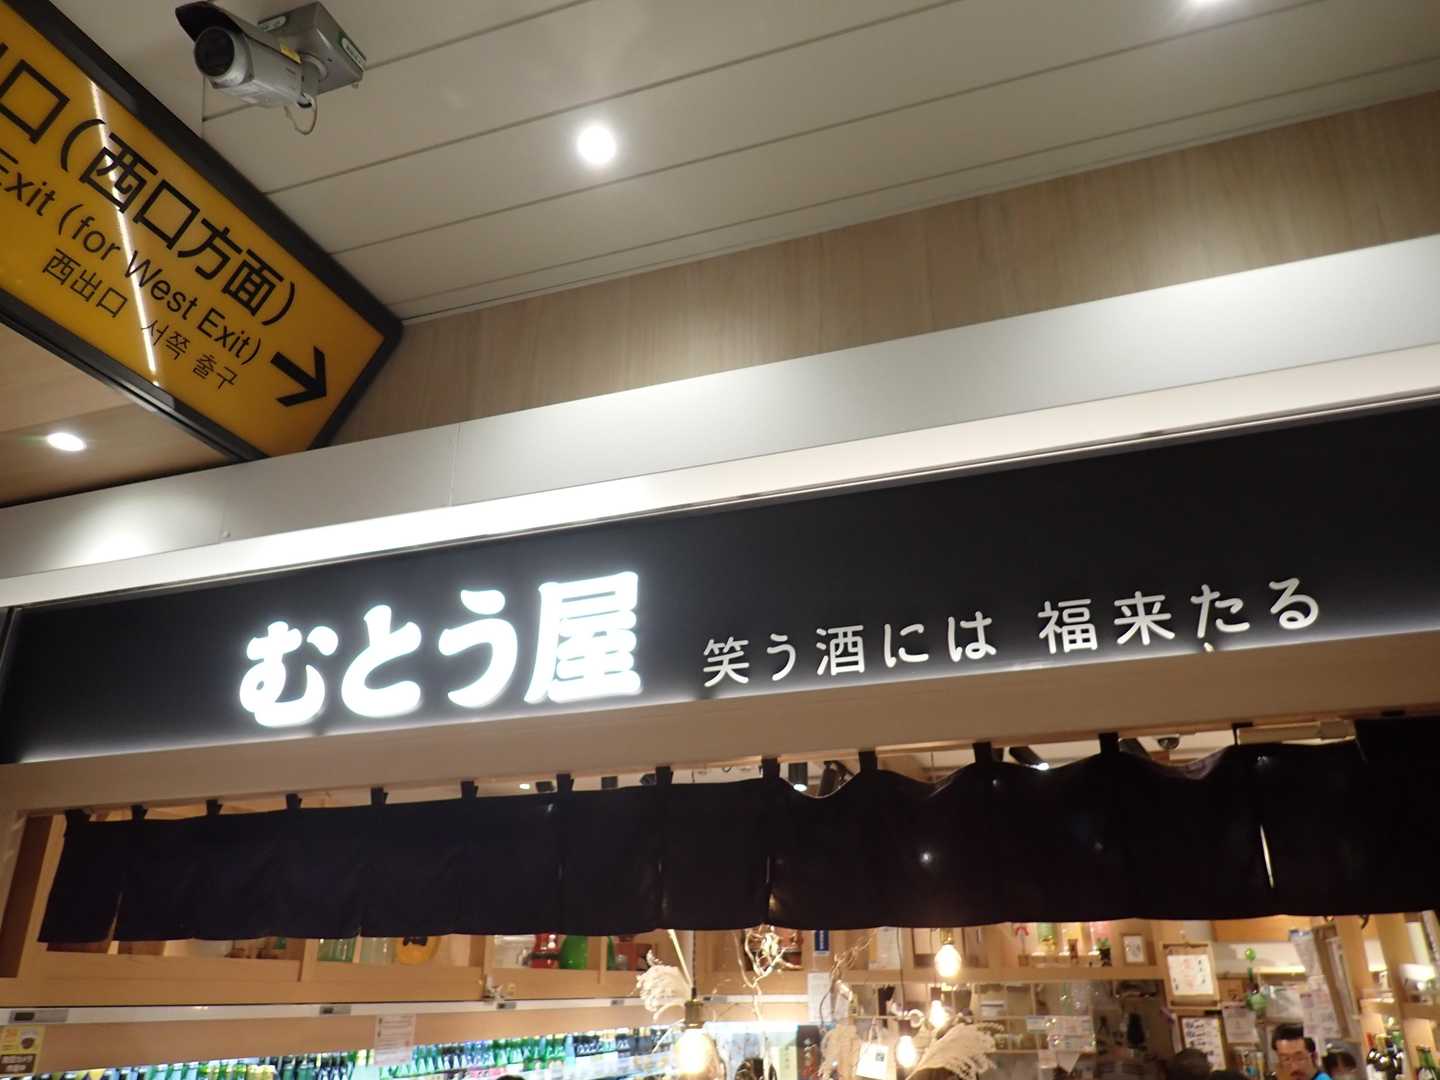 口(西口方面)
Exit (for West Exit)
西出口 서쪽 출구
むとう屋 笑う酒には 福来たる